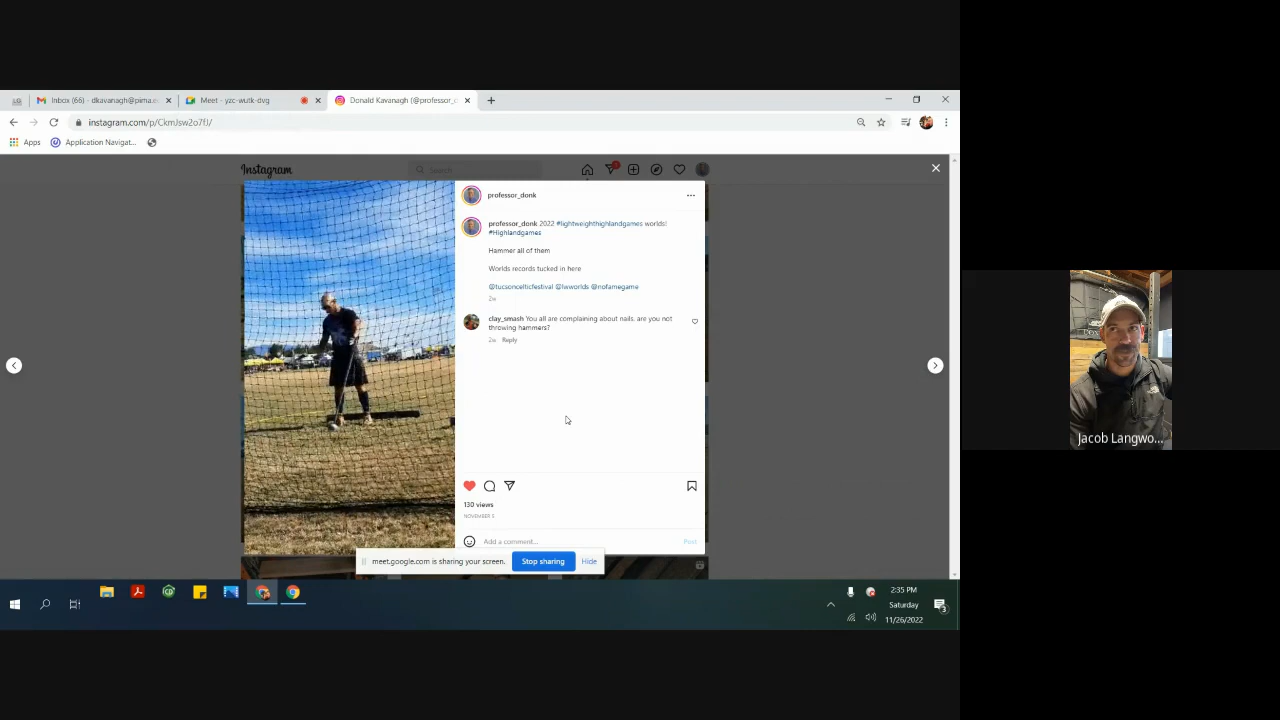 Inbox (66) - dkavanagh@pima.e
Meet - yzc-wutk-dvg
Donald Kavanagh (@professor_d
instagram.com/p/CkmJsw2o7fJ/
Apps
Application Navigat...
Instagram
Search
professor_donk
professor_donk 2022 #lightweighthighlandgames worlds!
#Highlandgames
Hammer all of them
Worlds records tucked in here
@tucsoncelticfestival @lwworlds @nofamegame
2w
clay_smash You all are complaining about nails. are you not
throwing hammers?
2w Reply
130 views
NOVEMBER 5
Add a comment...
Post
meet.google.com is sharing your screen.
Stop sharing
Hide
2:35 PM
Saturday
11/26/2022
3
Jacob Langwo...